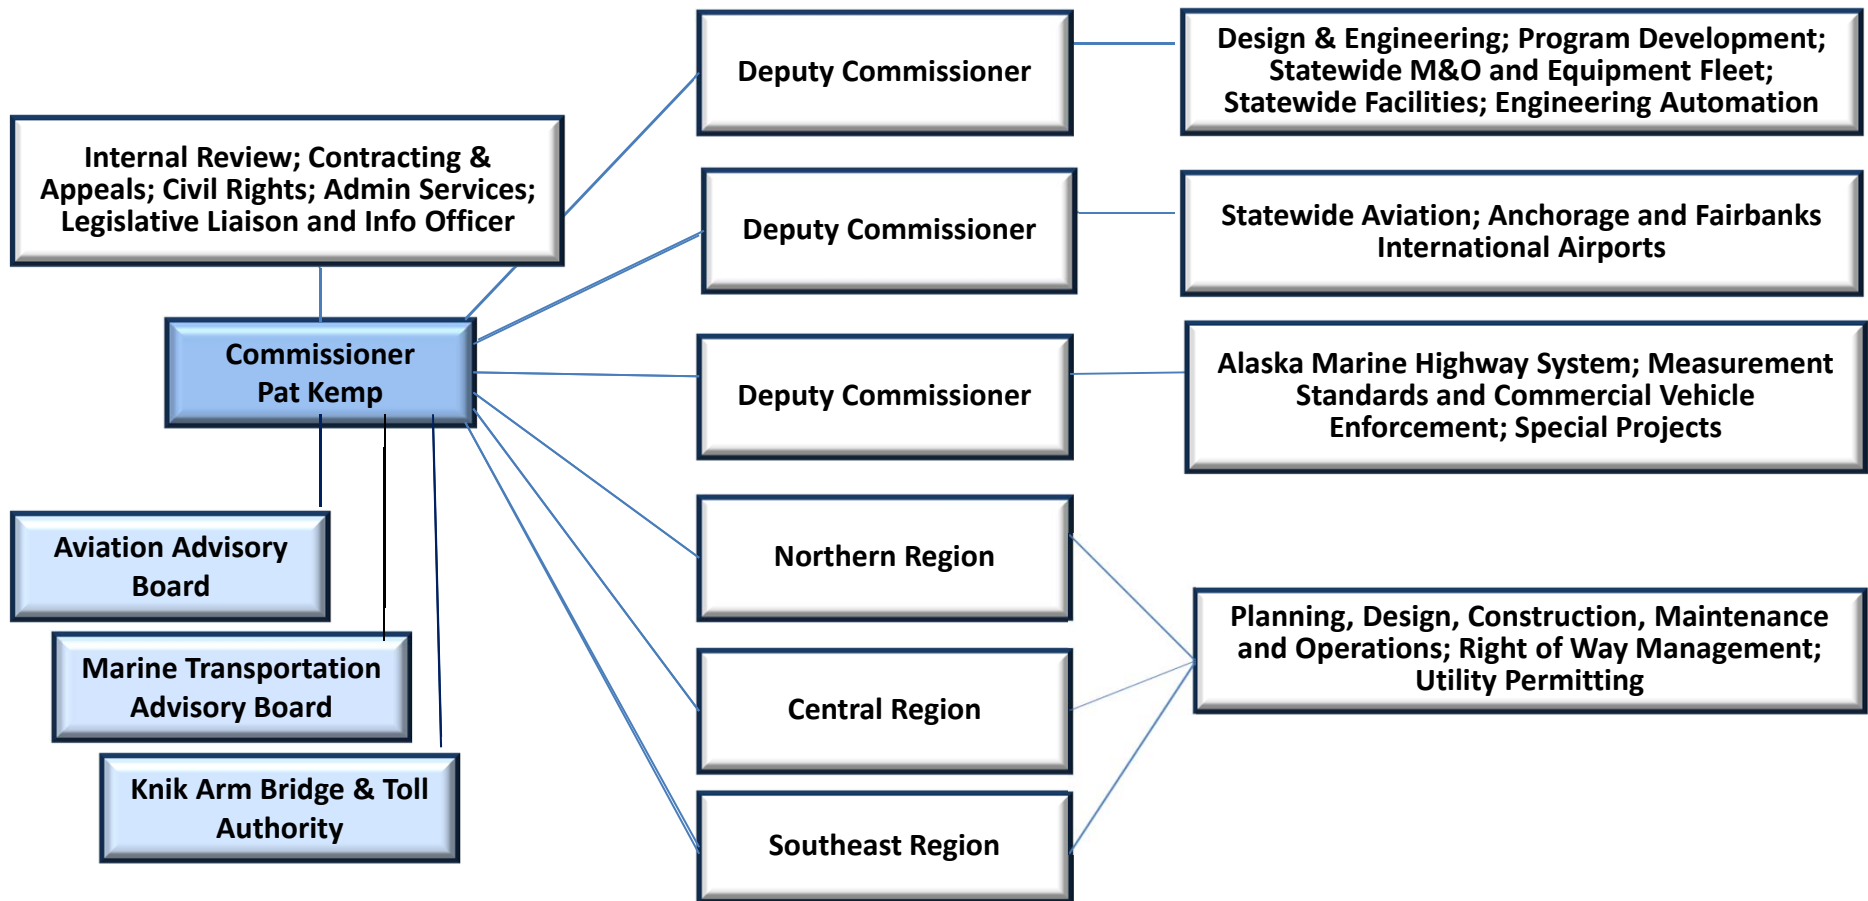 Deputy Commissioner
Design & Engineering; Program Development;
Statewide M&O and Equipment Fleet;
Statewide Facilities; Engineering Automation
Internal Review; Contracting &
Appeals; Civil Rights; Admin Services;
Legislative Liaison and Info Officer
Deputy Commissioner
Statewide Aviation; Anchorage and Fairbanks
International Airports
Commissioner
Pat Kemp
Deputy Commissioner
Alaska Marine Highway System; Measurement
Standards and Commercial Vehicle
Enforcement; Special Projects
Aviation Advisory
Board
Marine Transportation
Advisory Board
Knik Arm Bridge & Toll
Authority
Northern Region
Central Region
Southeast Region
Planning, Design, Construction, Maintenance
and Operations; Right of Way Management;
Utility Permitting